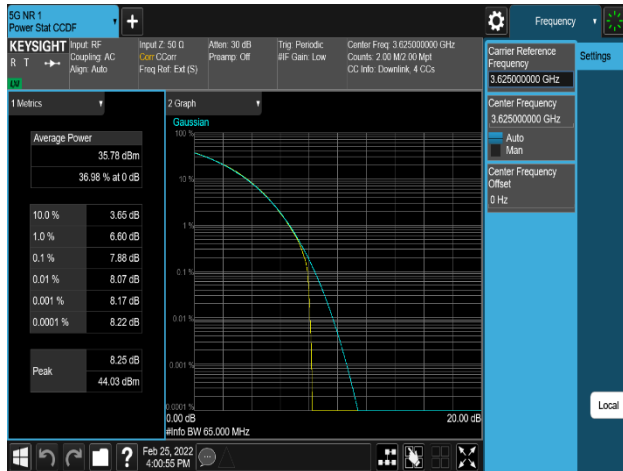 5G NR 1
Power Stat CCDF
Frequency
KEYSIGHT
R T
Input: RF
Coupling: AC
Align: Auto
Input Z: 50 Ω
Corr CCorr
Freq Ref: Ext (S)
Atten: 30 dB
Preamp: Off
Trig: Periodic
#IF Gain: Low
Center Freq: 3.625000000 GHz
Counts: 2.00 M/2.00 Mpt
CC Info: Downlink, 4 CCs
Carrier Reference
Frequency
3.625000000 GHz
Settings
Center Frequency
3.625000000 GHz
Auto
Man
Center Frequency
Offset
0 Hz
Local
1 Metrics
Average Power
35.78 dBm
36.98 % at 0 dB
10.0 % 3.65 dB
1.0 % 6.60 dB
0.1 % 7.88 dB
0.01 % 8.07 dB
0.001 % 8.17 dB
0.0001 % 8.22 dB
Peak
8.25 dB
44.03 dBm
2 Graph
Gaussian
100 %
10 %
1 %
0.1 %
0.01 %
0.001 %
0.0001 %
0.00 dB 20.00 dB
#Info BW 65.000 MHz
Feb 25, 2022
4:00:55 PM